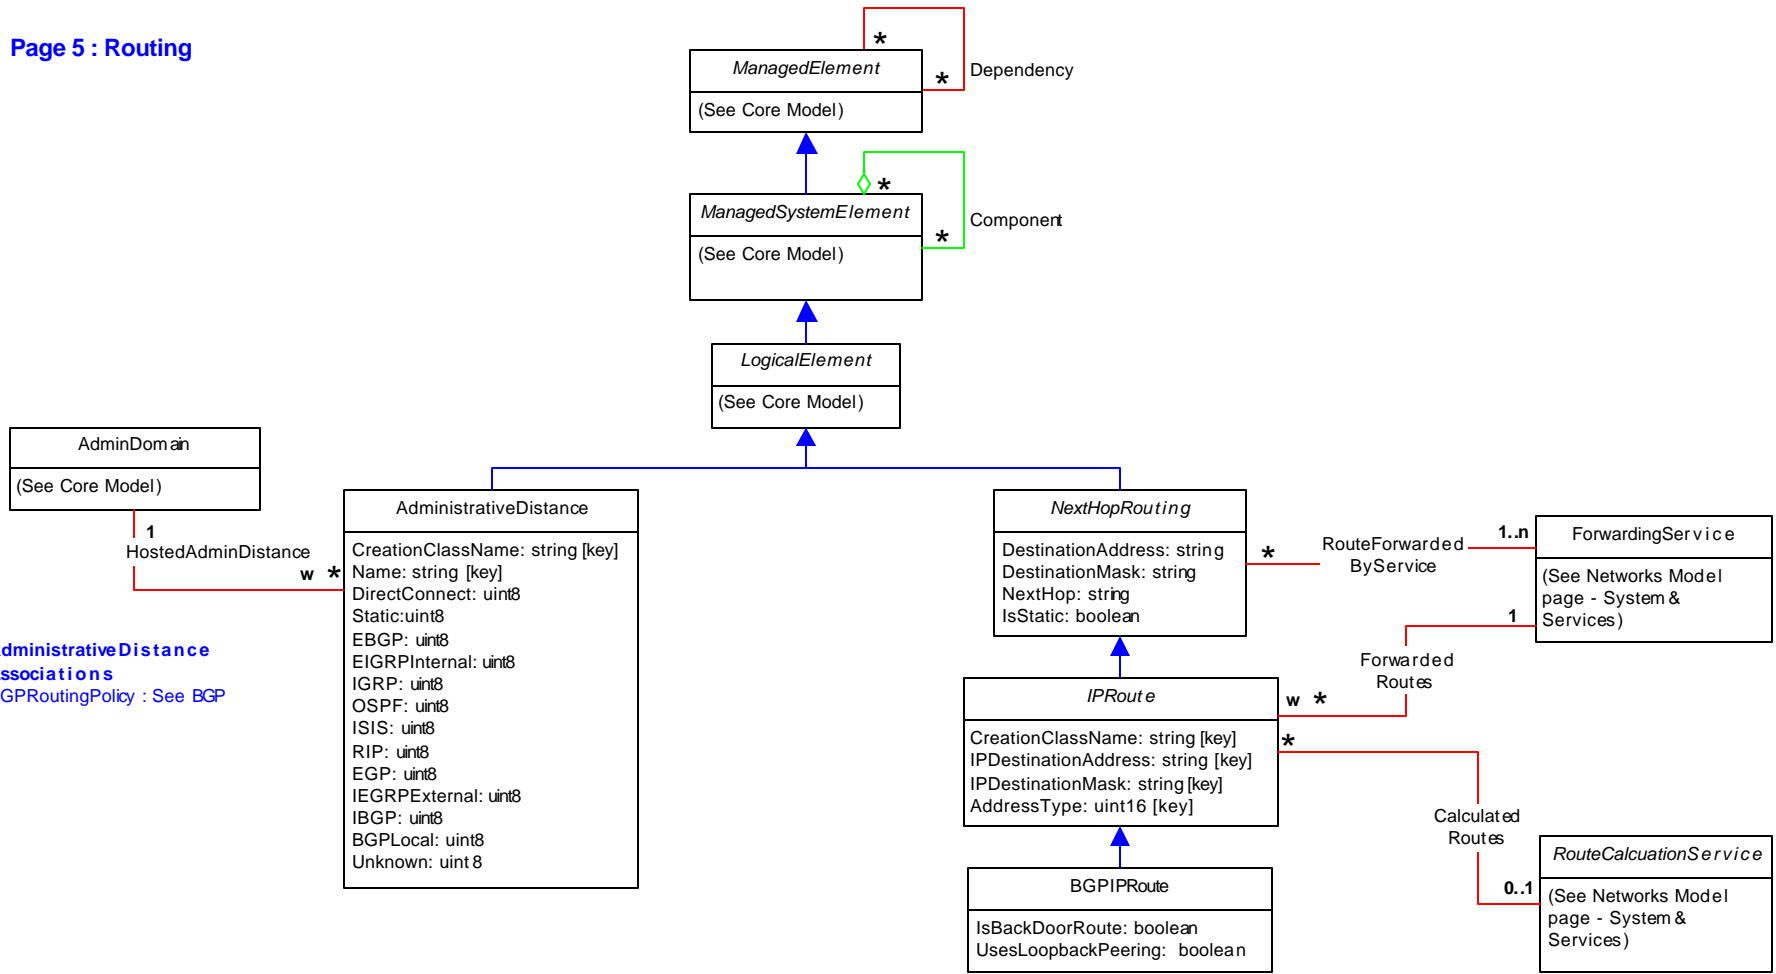 Page 5 : Routing
*
ManagedElement
*
Dependency
(See Core Model)
*
ManagedSystemElement
Component
*
(See Core Model)
LogicalElement
(See Core Model)
AdminDomain
(See Core Model)
1
HostedAdminDistance
w *
AdministrativeDistance
CreationClassName: string [key]
Name: string [key]
DirectConnect: uint8
Static:uint8
EBGP: uint8
EIGRPInternal: uint8
IGRP: uint8
OSPF: uint8
ISIS: uint8
RIP: uint8
EGP: uint8
IEGRPExternal: uint8
IBGP: uint8
BGPLocal: uint8
Unknown: uint8
dministrativeDistance
ssociations
GPRoutingPolicy : See BGP
NextHopRouting
DestinationAddress: string
DestinationMask: string
NextHop: string
IsStatic: boolean
*
RouteForwarded
ByService
1..n
ForwardingService
(See Networks Model
page - System &
Services)
1
Forwarded
Routes
w *
IPRoute
CreationClassName: string [key]
IPDestinationAddress: string [key]
IPDestinationMask: string [key]
AddressType: uint16 [key]
*
Calculated
Routes
0..1
RouteCalcuationService
(See Networks Model
page - System &
Services)
BGPIPRoute
IsBackDoorRoute: boolean
UsesLoopbackPeering: boolean